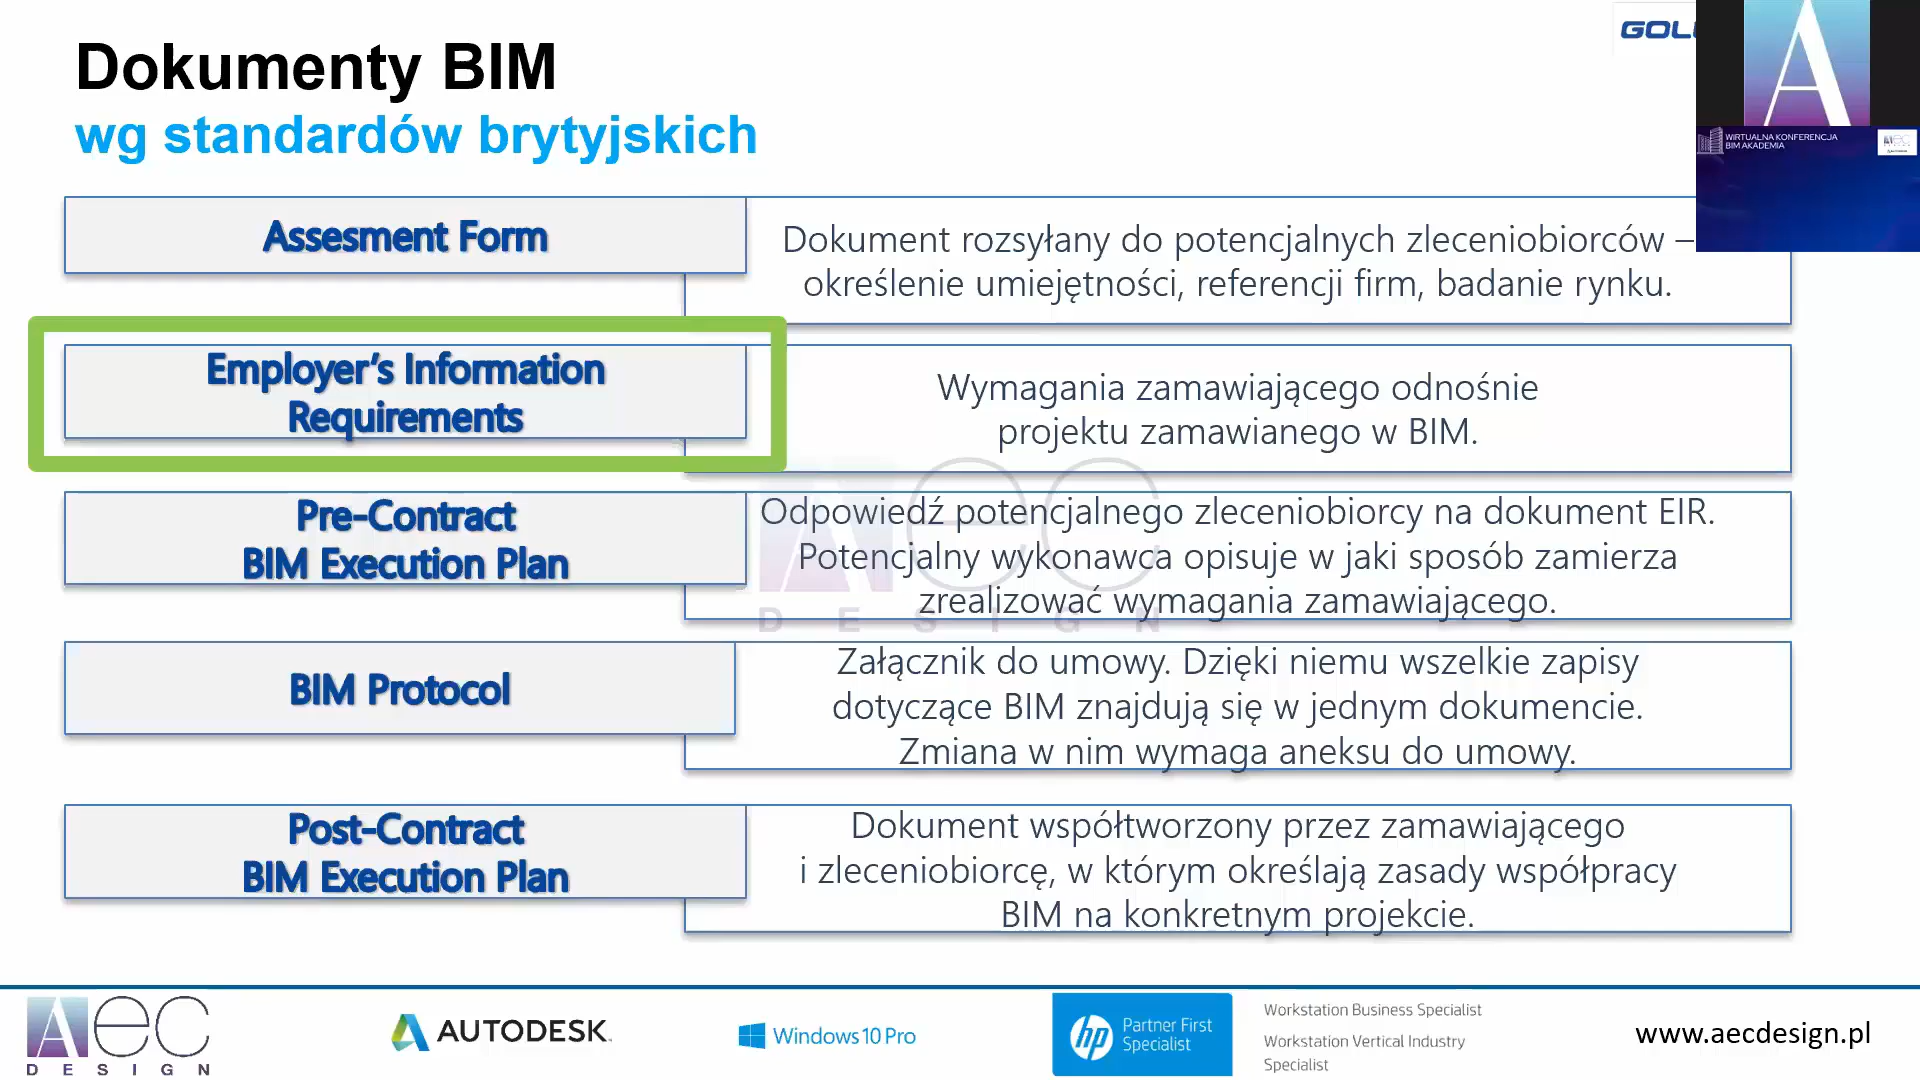 Dokumenty BIM
wg standardów brytyjskich
WIRTUALNA KONFERENCJA
BIM AKADEMIA
Assesment Form
Dokument rozsyłany do potencjalnych zleceniobiorców –
określenie umiejętności, referencji firm, badanie rynku.
Employer's Information
Requirements
Wymagania zamawiającego odnośnie
projektu zamawianego w BIM.
Pre-Contract
BIM Execution Plan
Odpowiedź potencjalnego zleceniobiorcy na dokument EIR.
Potencjalny wykonawca opisuje w jaki sposób zamierza
zrealizować wymagania zamawiającego.
AEC
DESIGN
BIM Protocol
Załącznik do umowy. Dzięki niemu wszelkie zapisy
dotyczące BIM znajdują się w jednym dokumencie.
Zmiana w nim wymaga aneksu do umowy.
Post-Contract
BIM Execution Plan
Dokument współtworzony przez zamawiającego
i zleceniobiorcę, w którym określają zasady współpracy
BIM na konkretnym projekcie.
AEC
DESIGN
AUTODESK.
Windows 10 Pro
hp
Partner First
Specialist
Workstation Business Specialist
Workstation Vertical Industry
Specialist
www.aecdesign.pl